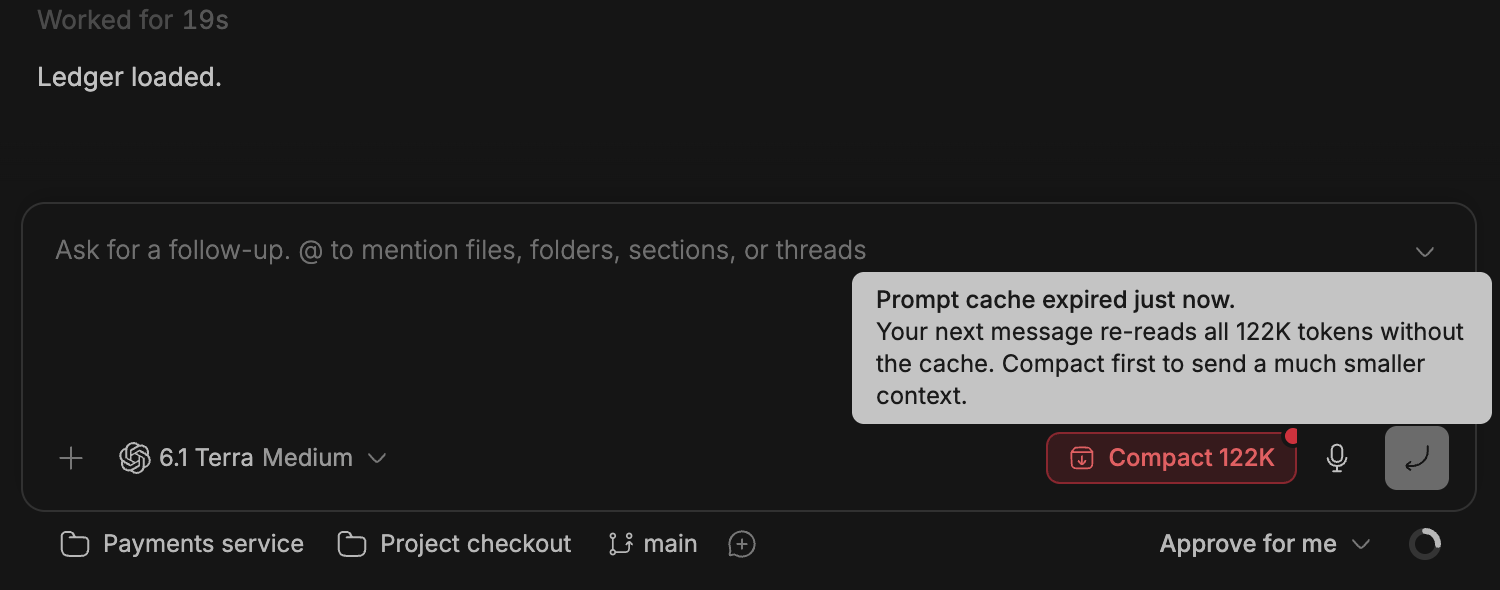 Worked for 19s
Ledger loaded.
Ask for a follow-up. @ to mention files, folders, sections, or threads
Prompt cache expired just now.
Your next message re-reads all 122K tokens without
the cache. Compact first to send a much smaller
context.
6.1 Terra Medium
Compact 122K
Payments service
Project checkout
main
Approve for me